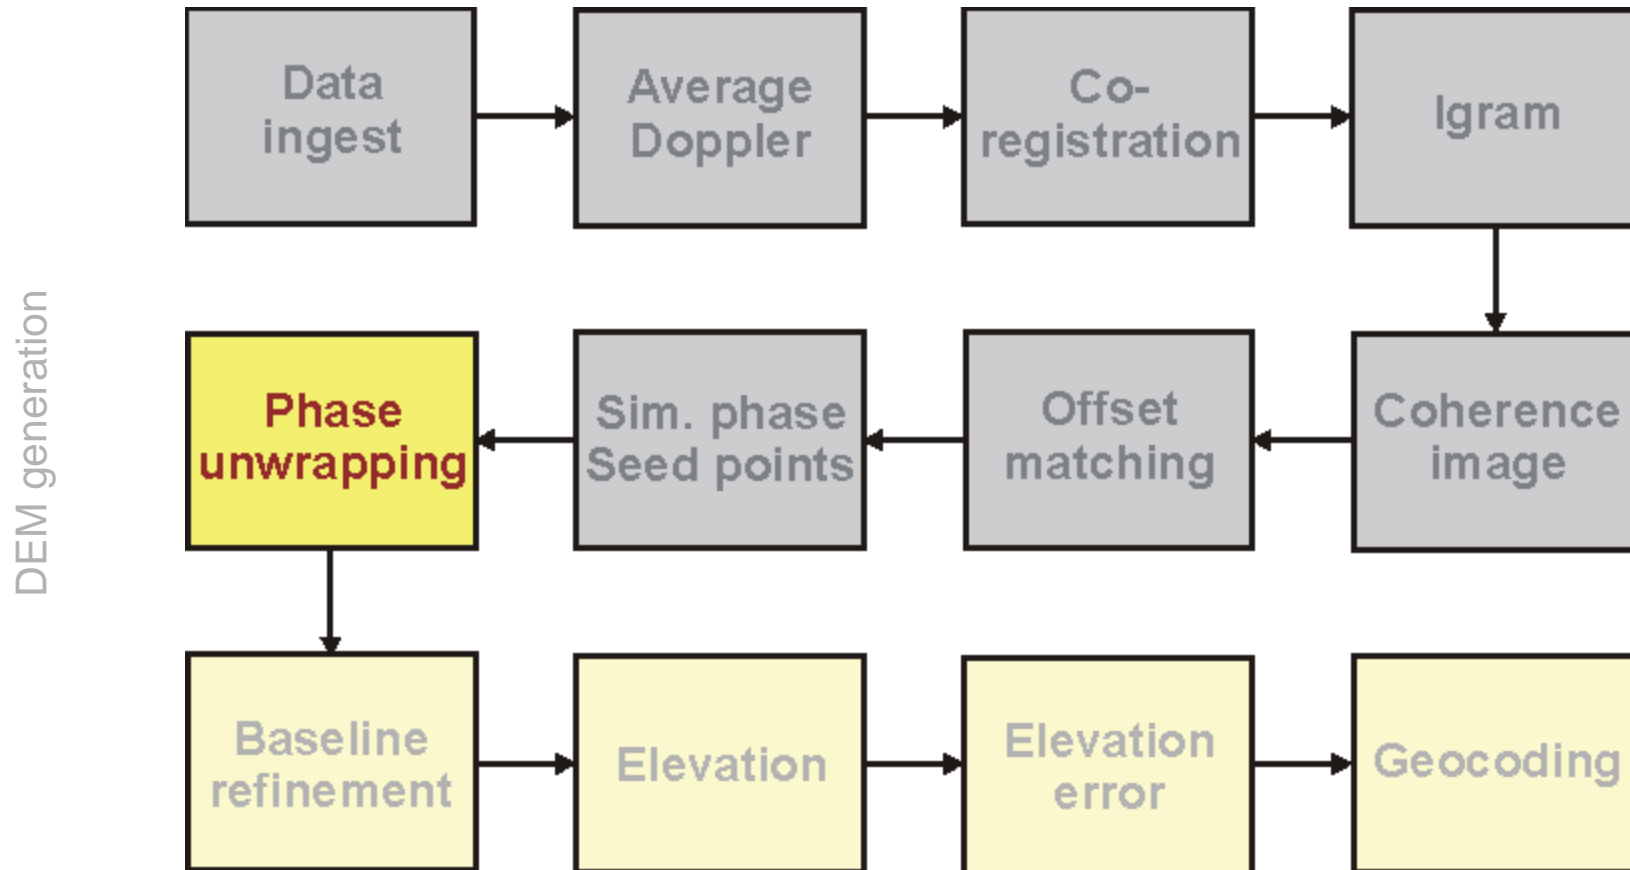 DEM generation
Data
ingest
Average
Doppler
Co-
registration
Igram
Phase
unwrapping
Sim. phase
Seed points
Offset
matching
Coherence
image
Baseline
refinement
Elevation
Elevation
error
Geocoding